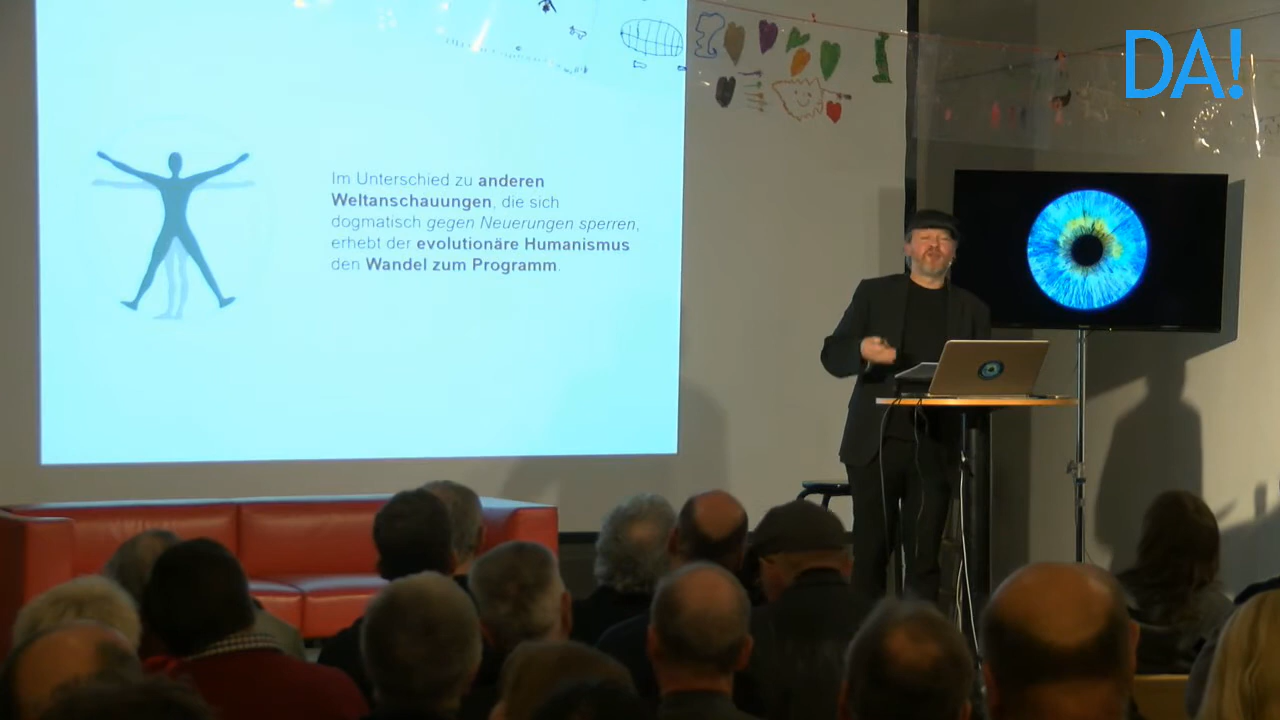 DA!
Im Unterschied zu anderen
Weltanschauungen, die sich
dogmatisch gegen Neuerungen sperren,
erhebt der evolutionäre Humanismus
den Wandel zum Programm.